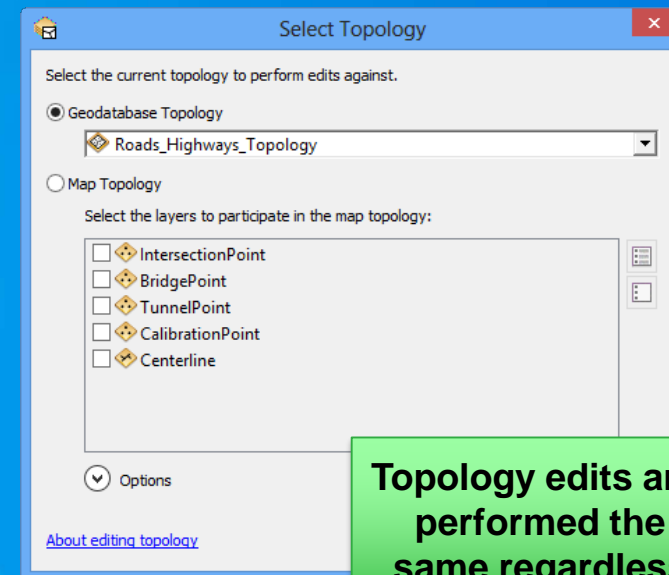 Select Topology
Select the current topology to perform edits against.
Geodatabase Topology
Roads_Highways_Topology
Map Topology
Select the layers to participate in the map topology:
IntersectionPoint
BridgePoint
TunnelPoint
CalibrationPoint
Centerline
Options
About editing topology
Topology edits
performed the
same